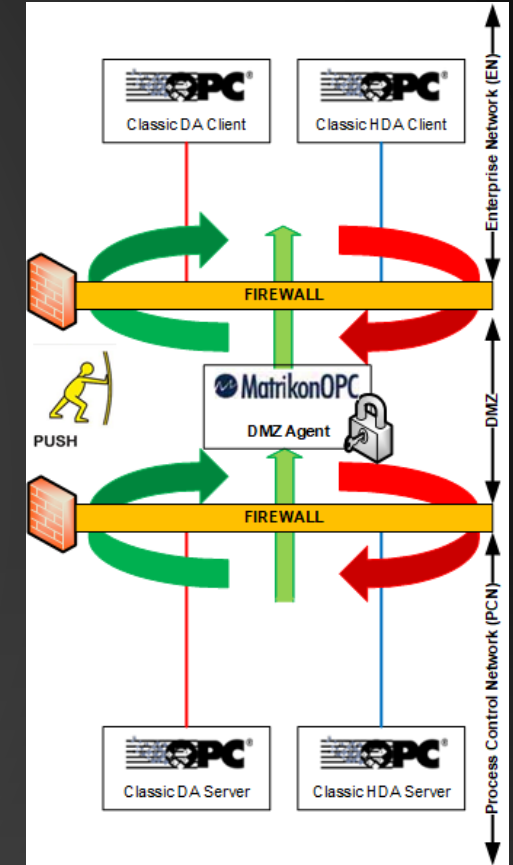 OPC®
Classic DA Client
OPC®
Classic HDA Client
Enterprise Network (EN)
FIREWALL
PUSH
MatrikonOPC
DMZ Agent
DMZ
FIREWALL
Process Control Network (PCN)
OPC®
Classic DA Server
OPC®
Classic HDA Server